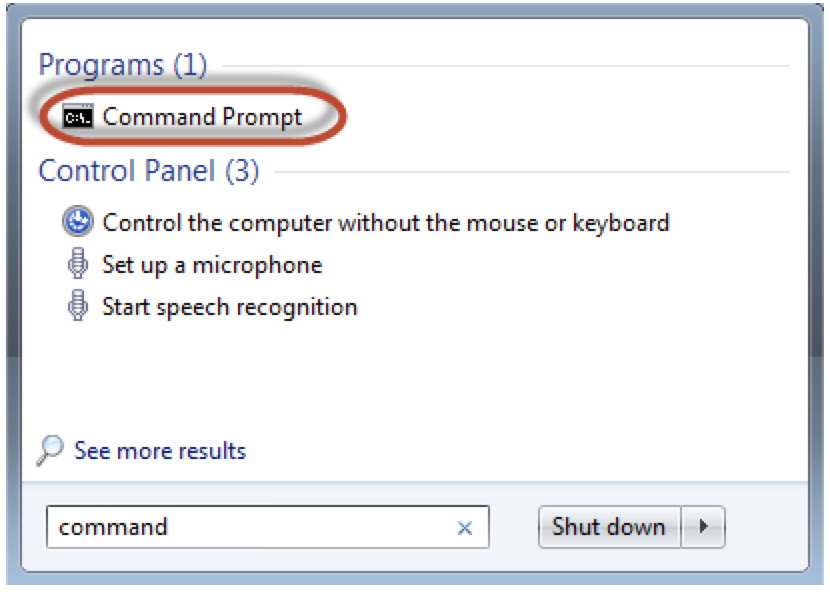 Programs (1)
C:\.
Command Prompt
Control Panel (3)
Control the computer without the mouse or keyboard
Set up a microphone
Start speech recognition
See more results
command
Shut down